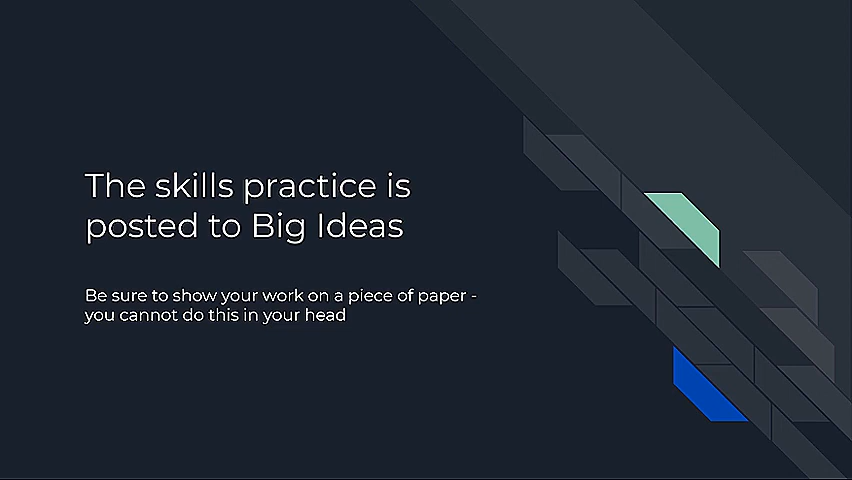 The skills practice is
posted to Big Ideas
Be sure to show your work on a piece of paper -
you cannot do this in your head